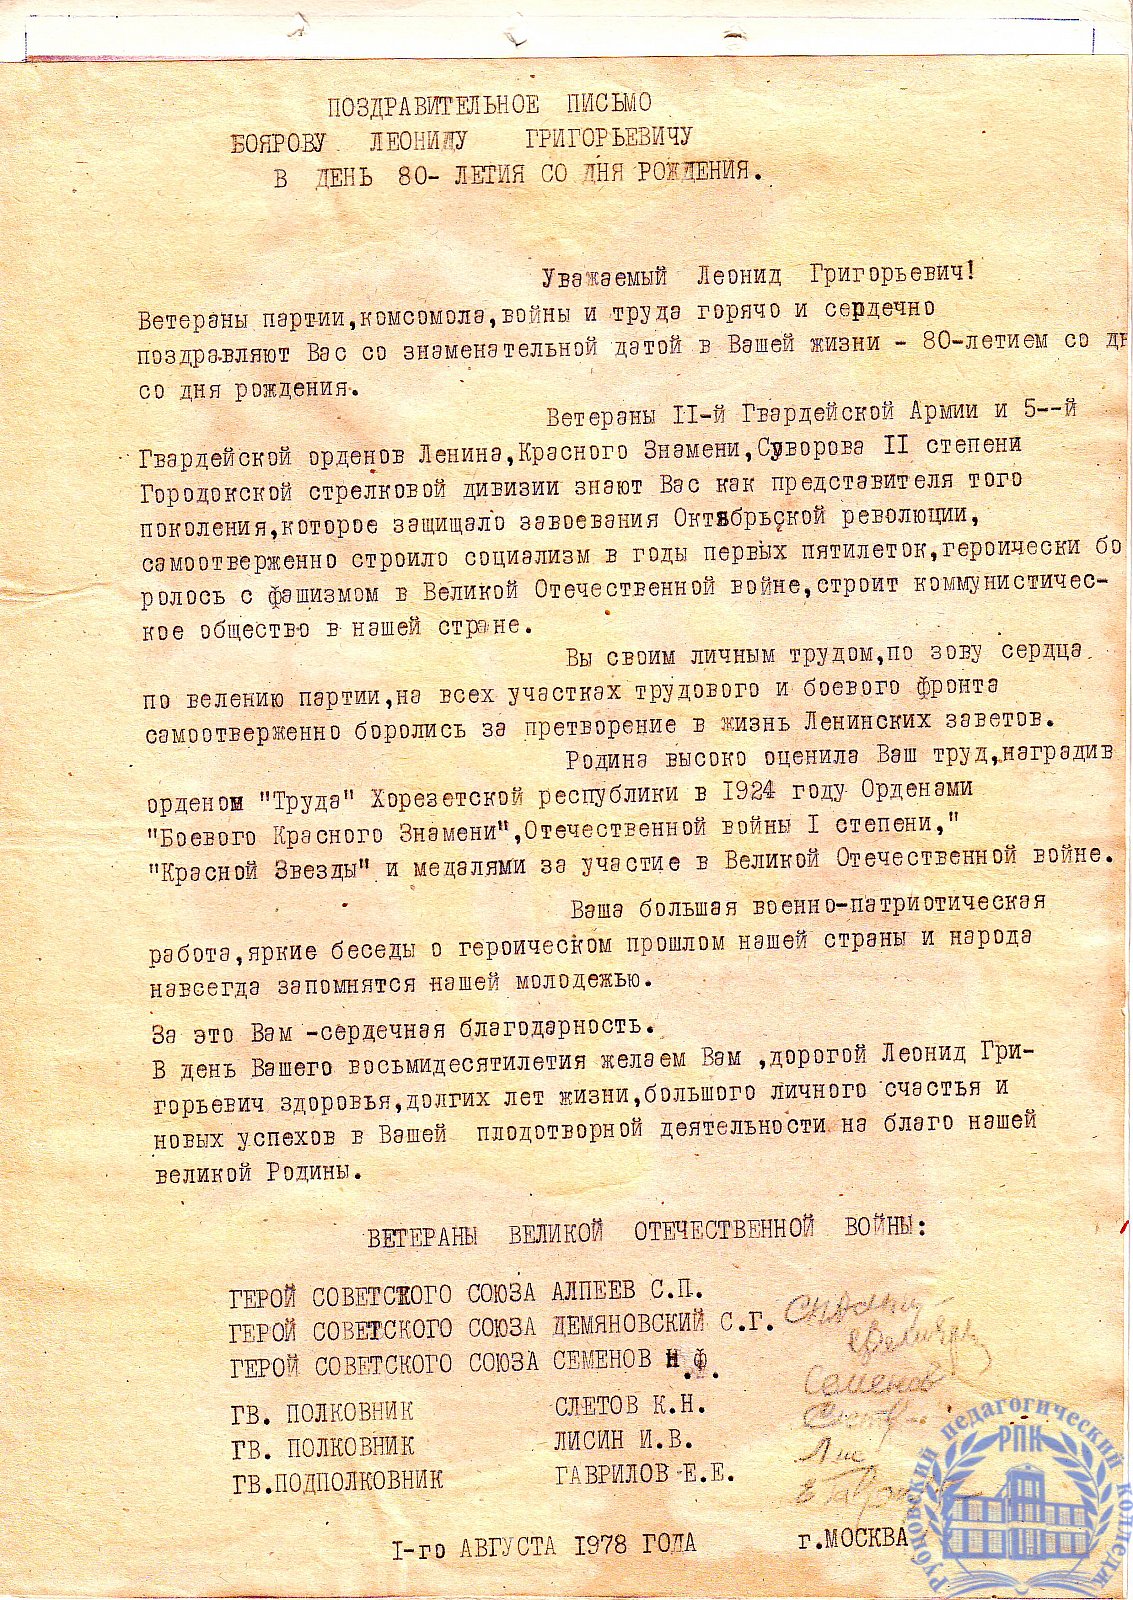 ПОЗДРАВИТЕЛЬНОЕ ПИСЬМО
БОЯРОВУ ЛЕОНИДУ ГРИГОРЬЕВИЧУ
В ДЕНЬ 80- ЛЕТИЯ СО ДНЯ РОЖДЕНИЯ.
Уважаемый Леонид Григорьевич!
Ветераны партии,комсомола,войны и труда горячо и сердечно
поздравляют Вас со знаменательной датой в Вашей жизни - 80-летием со дн
со дня рождения.
Ветераны II-й Гвардейской Армии и 5--й
Гвардейской орденов Ленина,Красного Знамени,Суворова II степени
Городокской стрелковой дивизии знают Вас как представителя того
поколения,которое защищало завоевания Октябрьской революции,
самоотверженно строило социализм в годы первых пятилеток,героически бо
ролось с фашизмом в Великой Отечественной войне,строит коммунистичес-
кое общество в нашей стране.
Вы своим личным трудом,по зову сердца
по велению партии,на всех участках трудового и боевого фронта
самоотверженно боролись за претворение в жизнь Ленинских заветов.
Родина высоко оценила Ваш труд,наградив
орденом "Труда" Хорезетской республики в 1924 году Орденами
"Боевого Красного Знамени",Отечественной войны I степени,"
"Красной Звезды" и медалями за участие в Великой Отечественной войне.
Ваша большая военно-патриотическая
работа,яркие беседы о героическом прошлом нашей страны и народа
навсегда запомнятся нашей молодежью.
За это Вам -сердечная благодарность.
В день Вашего восьмидесятилетия желаем Вам ,дорогой Леонид Гри-
горьевич здоровья,долгих лет жизни,большого личного счастья и
новых успехов в Вашей плодотворной деятельности на благо нашей
великой Родины.
ВЕТЕРАНЫ ВЕЛИКОЙ ОТЕЧЕСТВЕННОЙ ВОЙНЫ:
ГЕРОЙ СОВЕТСКОГО СОЮЗА АЛПЕЕВ С.П.
ГЕРОЙ СОВЕТСКОГО СОЮЗА ДЕМЯНОВСКИЙ С.Г.
ГЕРОЙ СОВЕТСКОГО СОЮЗА СЕМЕНОВ Н.Ф. Семенов
ГВ. ПОЛКОВНИК СЛЕТОВ К.Н.
ГВ. ПОЛКОВНИК ЛИСИН И.В.
ГВ.ПОДПОЛКОВНИК ГАВРИЛОВ Е.Е.
I-го АВГУСТА 1978 ГОДА г.МОСКВА
Рубцовский педагогический колледж
РПК